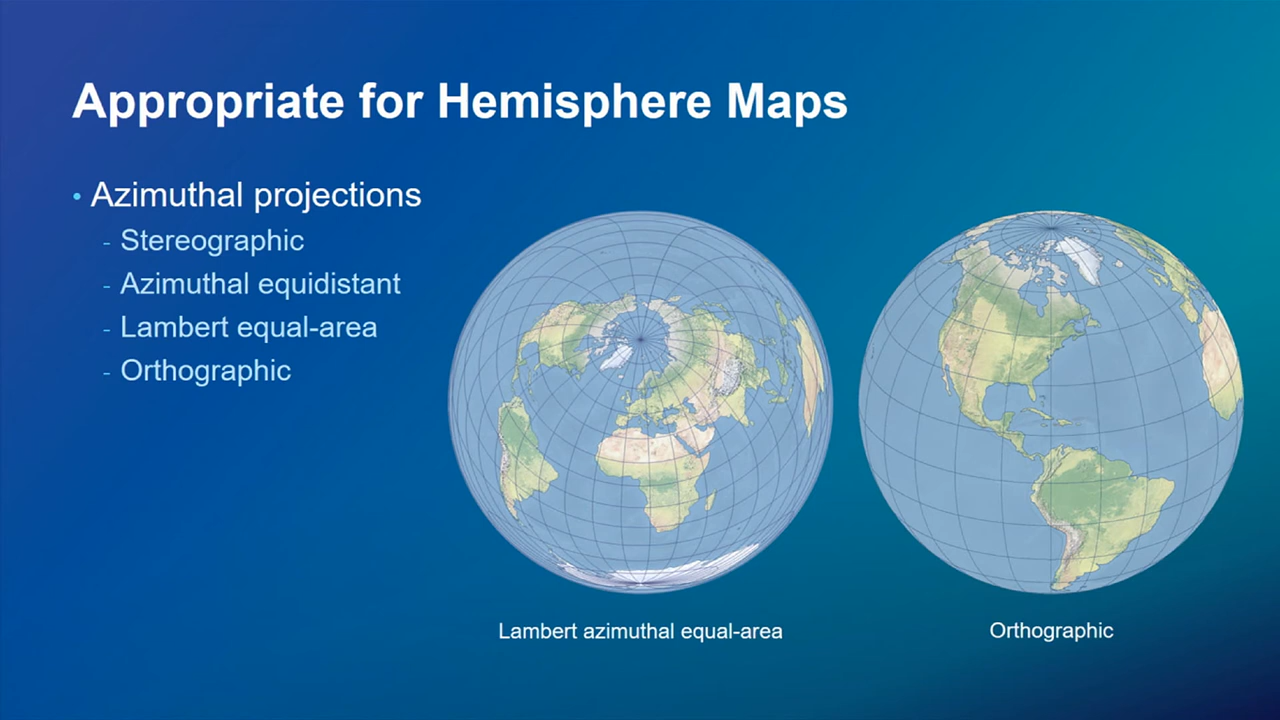 Appropriate for Hemisphere Maps
• Azimuthal projections
- Stereographic
- Azimuthal equidistant
- Lambert equal-area
- Orthographic
Lambert azimuthal equal-area
Orthographic